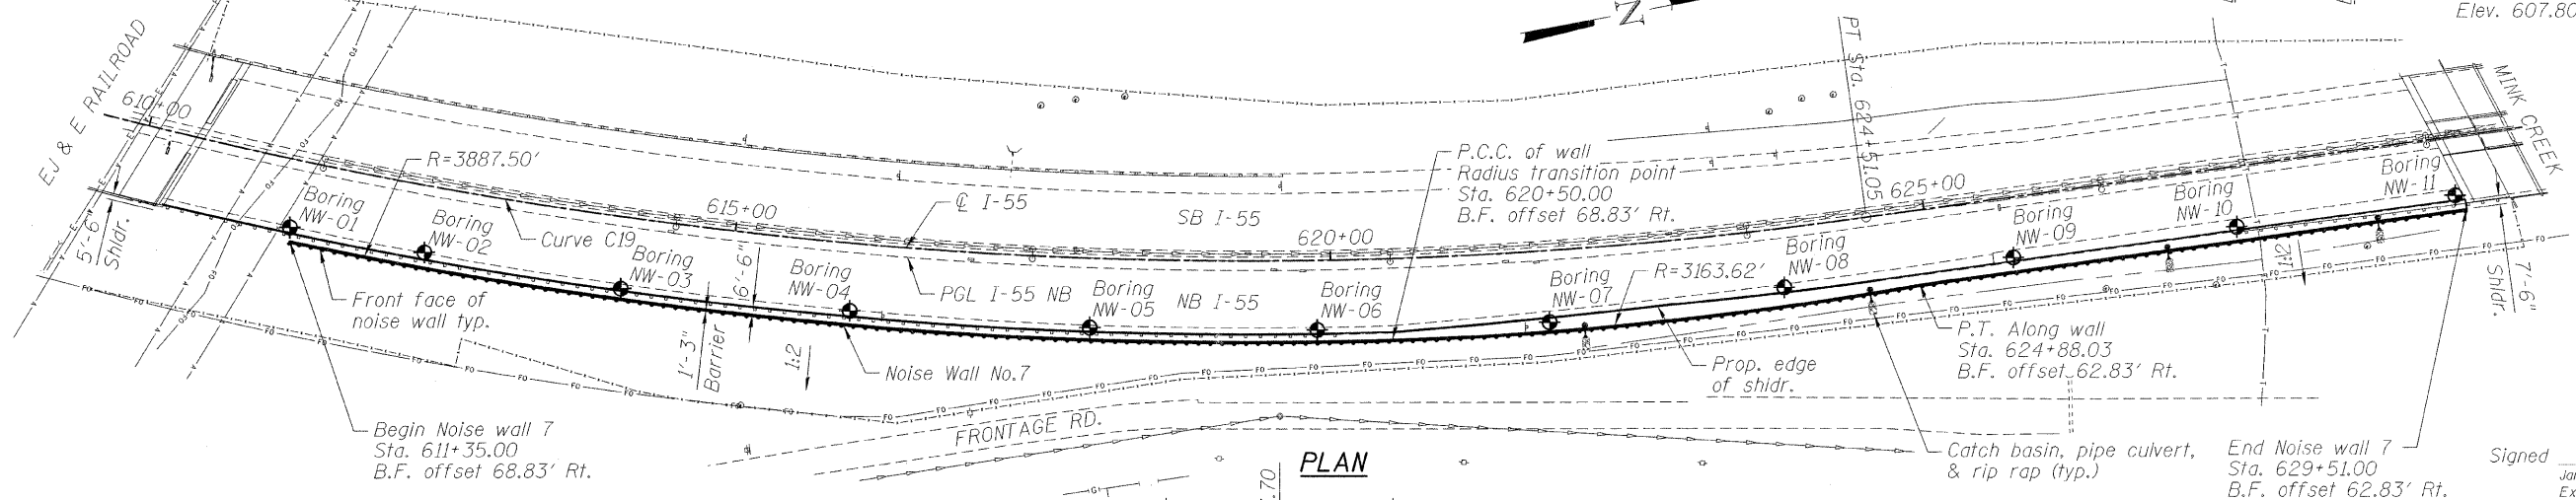 Elev. 607.80
N
EJ & E RAILROAD
610+00
R=3887.50'
PT Sta. 624+51.05
P.C.C. of wall
Radius transition point
Sta. 620+50.00
B.F. offset 68.83' Rt.
625+00
MINK CREEK
Boring
NW-01
Boring
NW-02
Boring
NW-03
Boring
NW-04
Boring
NW-05
Boring
NW-06
Boring
NW-07
Boring
NW-08
Boring
NW-09
Boring
NW-10
Boring
NW-11
5'-6"
Shldr.
Curve C19
615+00
℄ I-55
SB I-55
620+00
6'-6"
PGL I-55 NB
NB I-55
R=3163.62'
1:12
7'-6"
Shldr.
Front face of
noise wall typ.
1'-3"
Barrier
1:2
Noise Wall No.7
Prop. edge
of shldr.
P.T. Along wall
Sta. 624+88.03
B.F. offset 62.83' Rt.
Begin Noise wall 7
Sta. 611+35.00
B.F. offset 68.83' Rt.
FRONTAGE RD.
PLAN
Catch basin, pipe culvert,
& rip rap (typ.)
End Noise wall 7
Sta. 629+51.00
B.F. offset 62.83' Rt.
Signed